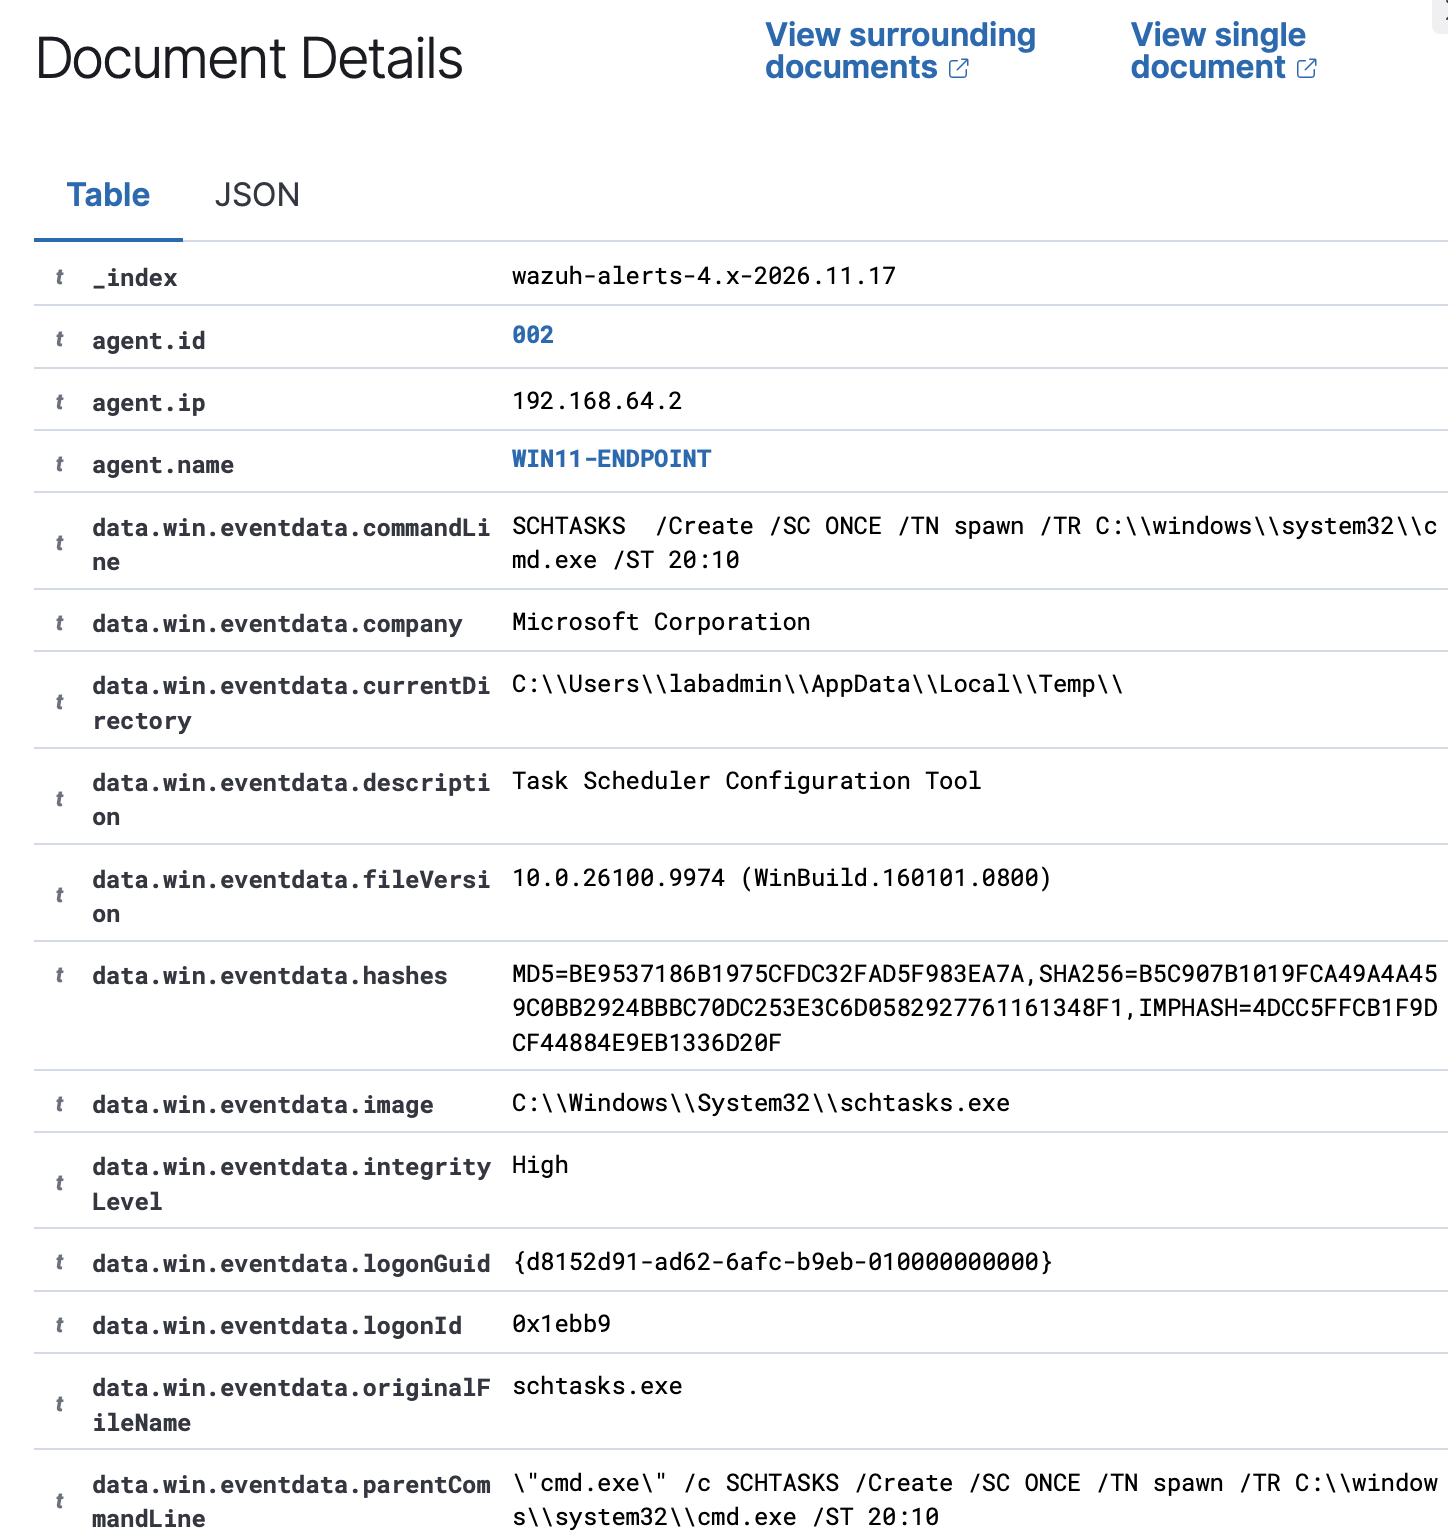 Document Details
View surrounding
documents
View single
document
Table
JSON
t _index wazuh-alerts-4.x-2026.11.17
t agent.id 002
t agent.ip 192.168.64.2
t agent.name WIN11-ENDPOINT
t data.win.eventdata.commandLi
ne
SCHTASKS  /Create /SC ONCE /TN spawn /TR C:\\windows\\system32\\c
md.exe /ST 20:10
t data.win.eventdata.company Microsoft Corporation
t data.win.eventdata.currentDi
rectory
C:\\Users\\labadmin\\AppData\\Local\\Temp\\
t data.win.eventdata.descripti
on
Task Scheduler Configuration Tool
t data.win.eventdata.fileVersi
on
10.0.26100.9974 (WinBuild.160101.0800)
t data.win.eventdata.hashes
MD5=BE9537186B1975CFDC32FAD5F983EA7A,SHA256=B5C907B1019FCA49A4A45
9C0BB2924BBBC70DC253E3C6D0582927761161348F1,IMPHASH=4DCC5FFCB1F9D
CF44884E9EB1336D20F
t data.win.eventdata.image C:\\Windows\\System32\\schtasks.exe
t data.win.eventdata.integrity
Level
High
t data.win.eventdata.logonGuid {d8152d91-ad62-6afc-b9eb-010000000000}
t data.win.eventdata.logonId 0x1ebb9
t data.win.eventdata.originalF
ileName
schtasks.exe
t data.win.eventdata.parentCom
mandLine
\"cmd.exe\" /c SCHTASKS /Create /SC ONCE /TN spawn /TR C:\\window
s\\system32\\cmd.exe /ST 20:10